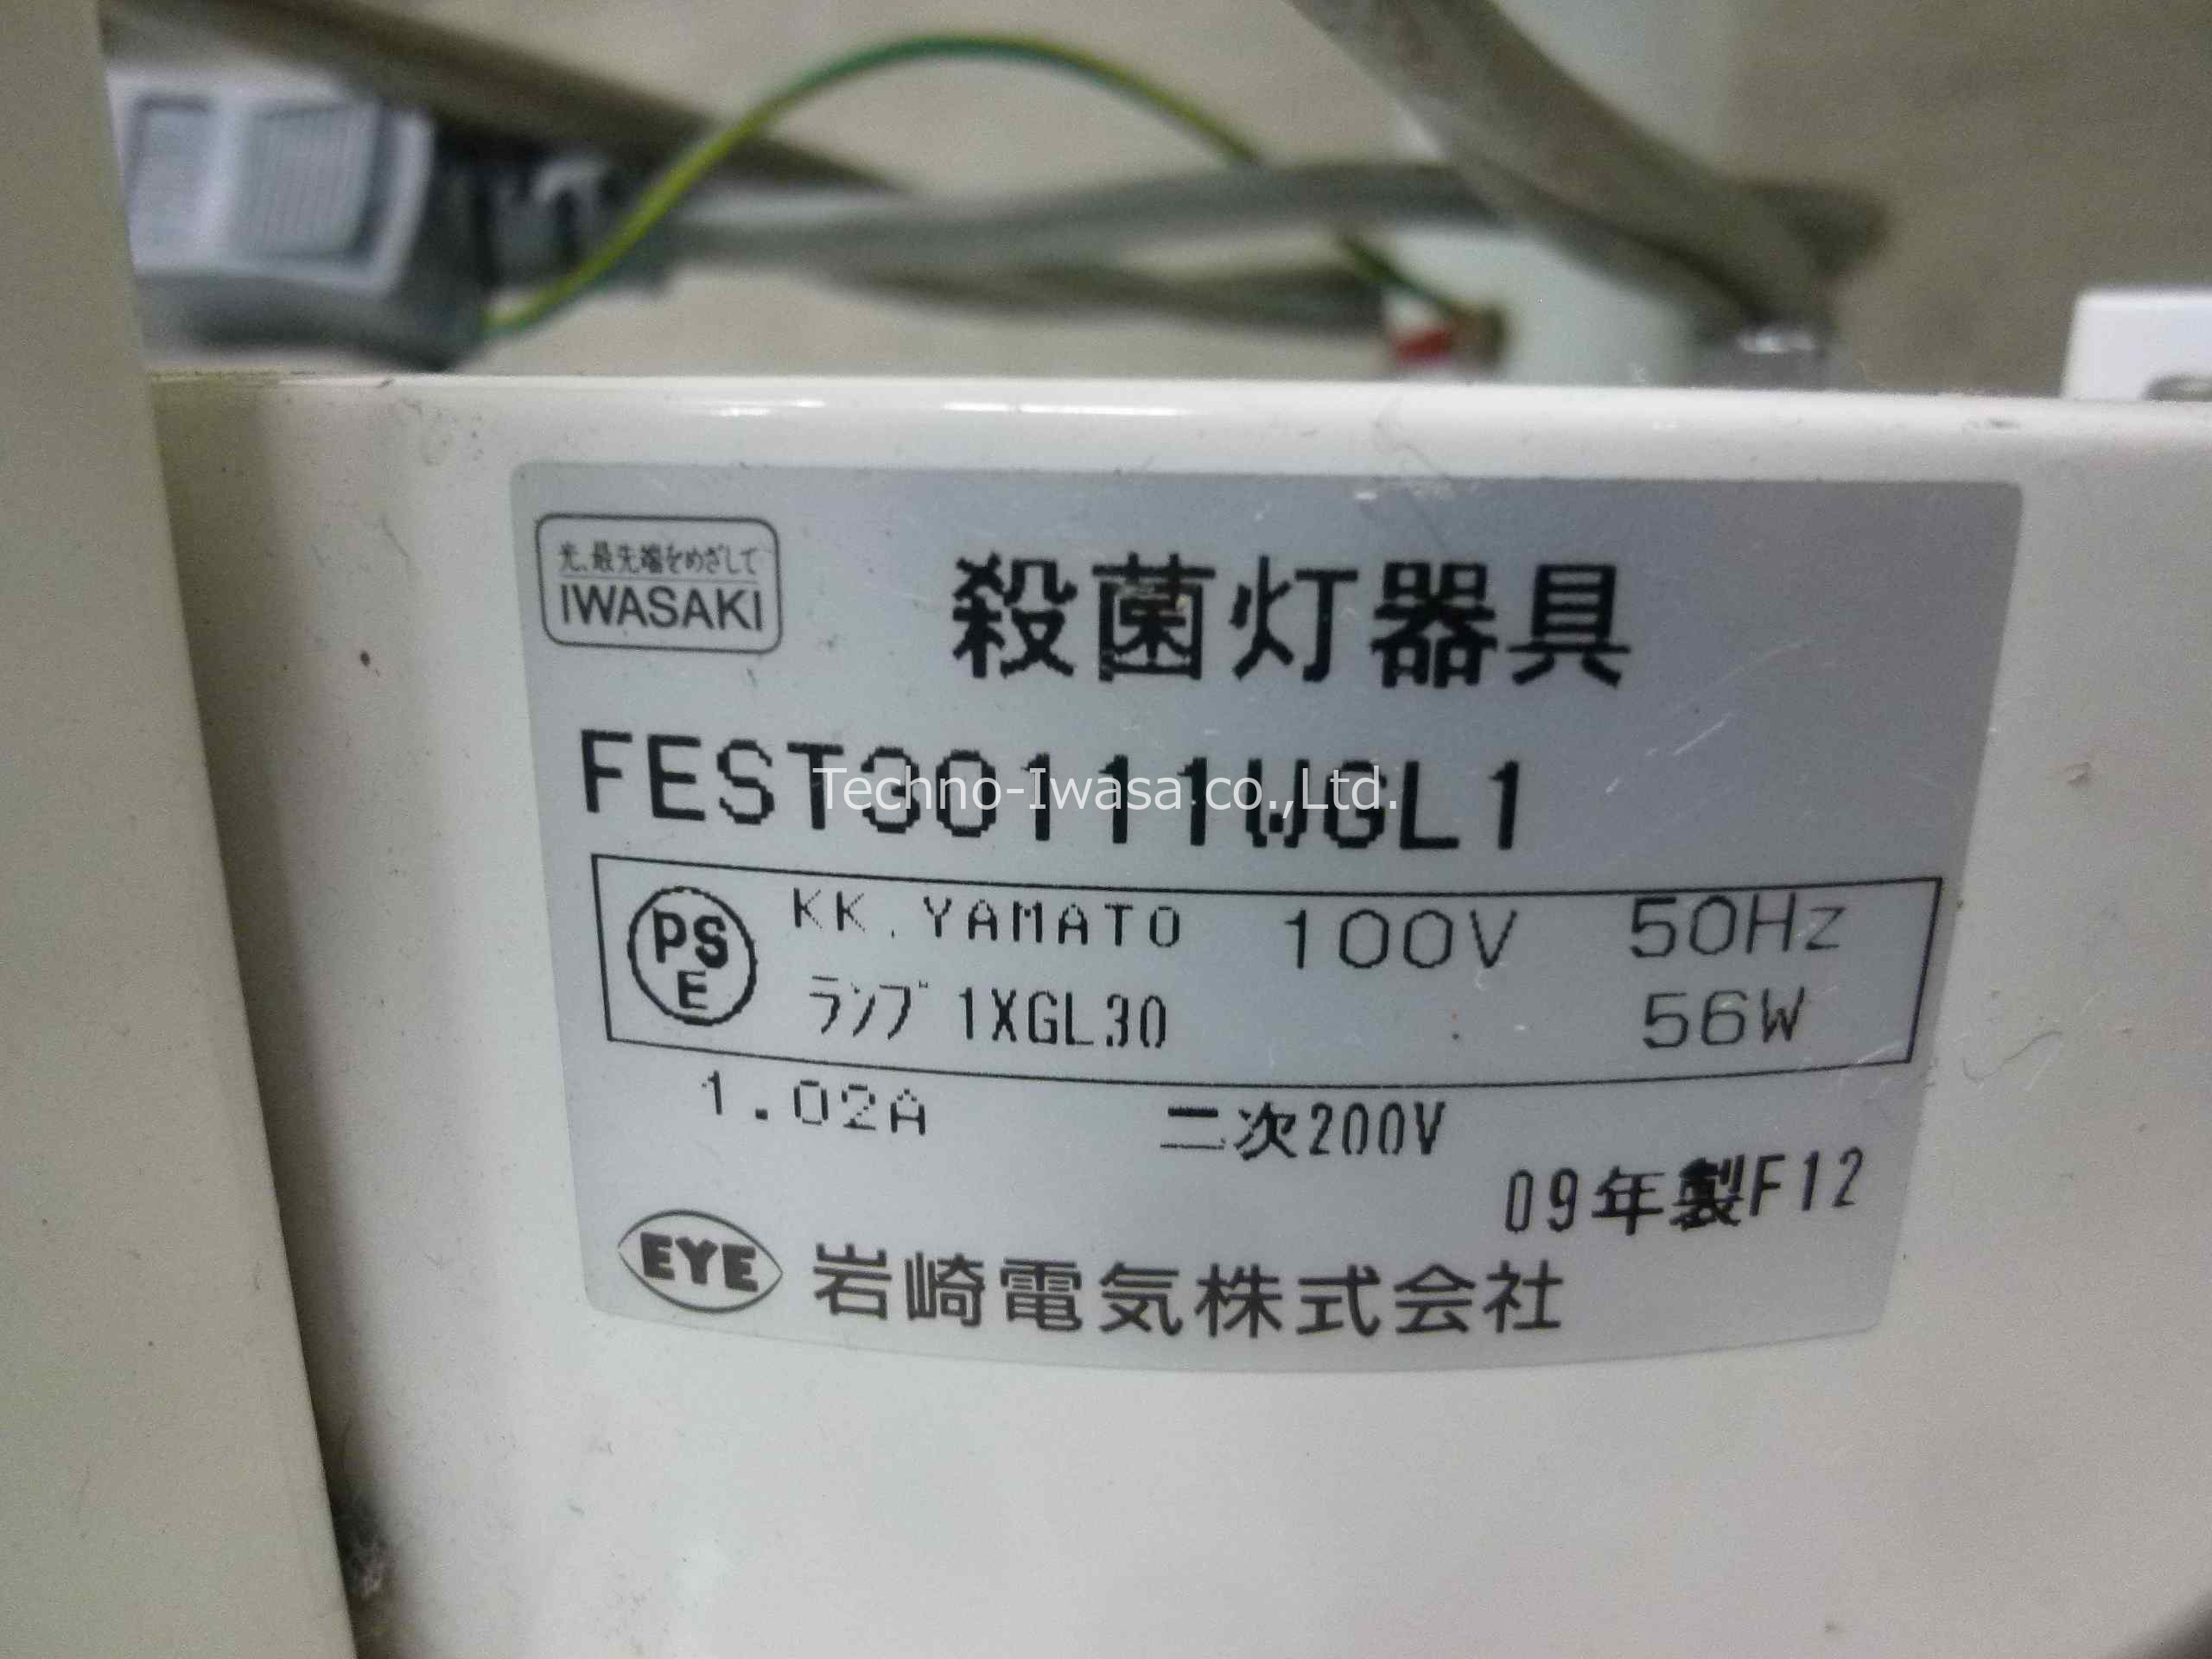 光、最先端をめざして
IWASAKI
殺菌灯器具
FEST30111WGL1
Techno-Iwasa co.,Ltd.
PS
E
KK.YAMATO 100V 50Hz
ランプ 1XGL30 56W
1.02A 二次200V
09年製F12
EYE 岩崎電気株式会社